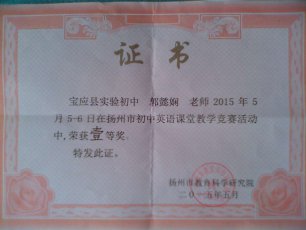 证书
宝应县实验初中 郭懿娴 老师 2015 年 5
月 5-6 日在扬州市初中英语课堂教学竞赛活动
中,荣获壹等奖。
特发此证。
扬州市教育科学研究院
二〇一五年五月